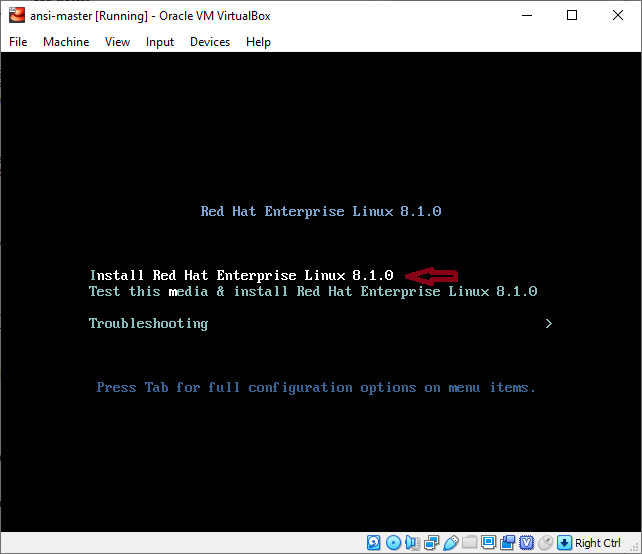 ansi-master [Running] - Oracle VM VirtualBox
File Machine View Input Devices Help
Red Hat Enterprise Linux 8.1.0
Install Red Hat Enterprise Linux 8.1.0
Test this media & install Red Hat Enterprise Linux 8.1.0
Troubleshooting >
Press Tab for full configuration options on menu items.
Right Ctrl